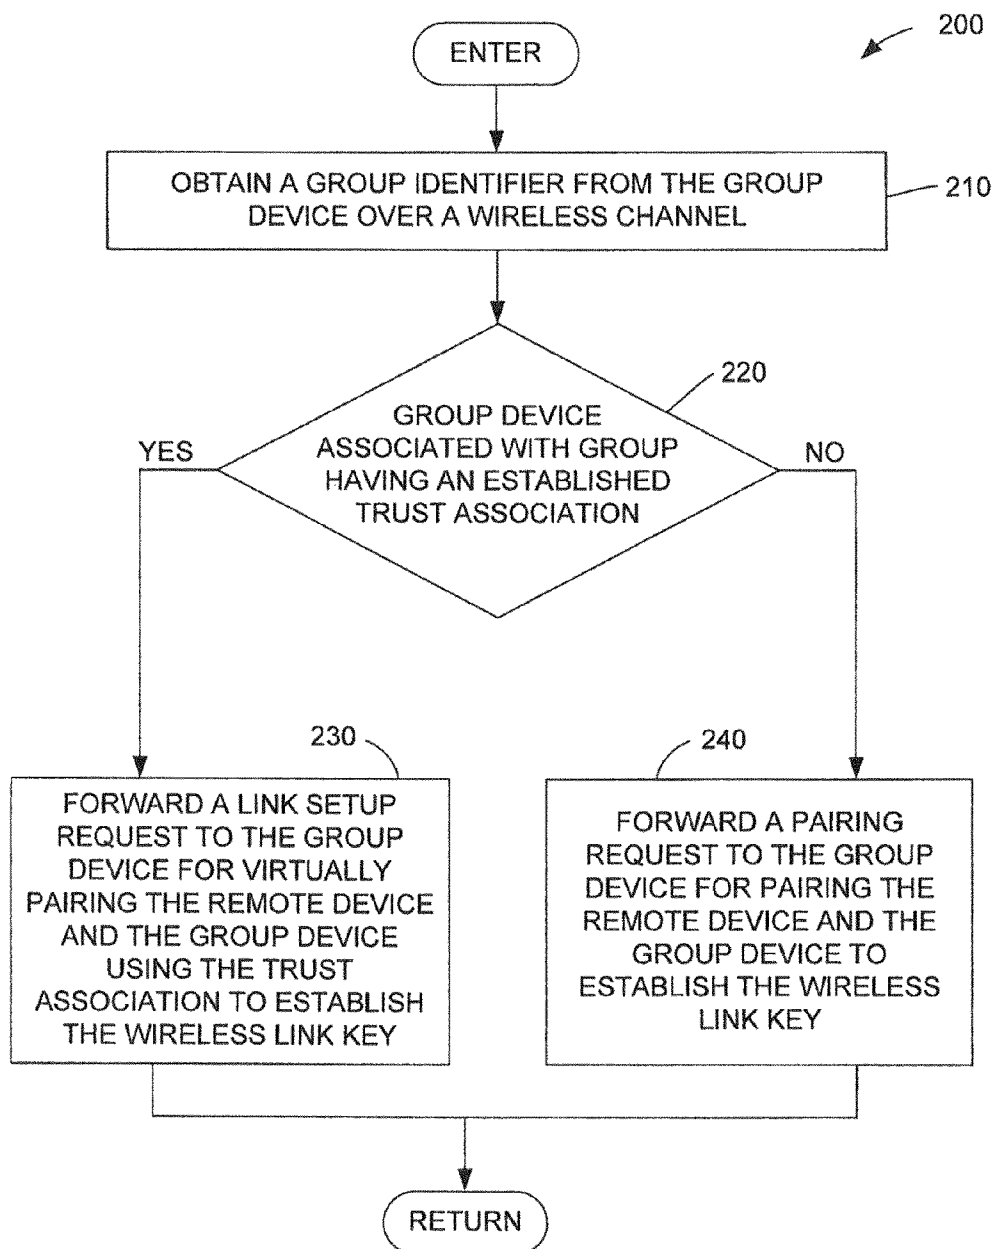 200
ENTER
OBTAIN A GROUP IDENTIFIER FROM THE GROUP
DEVICE OVER A WIRELESS CHANNEL
210
220
GROUP DEVICE
ASSOCIATED WITH GROUP
HAVING AN ESTABLISHED
TRUST ASSOCIATION
YES
NO
230
FORWARD A LINK SETUP
REQUEST TO THE GROUP
DEVICE FOR VIRTUALLY
PAIRING THE REMOTE DEVICE
AND THE GROUP DEVICE
USING THE TRUST
ASSOCIATION TO ESTABLISH
THE WIRELESS LINK KEY
240
FORWARD A PAIRING
REQUEST TO THE GROUP
DEVICE FOR PAIRING THE
REMOTE DEVICE AND THE
GROUP DEVICE TO
ESTABLISH THE WIRELESS
LINK KEY
RETURN